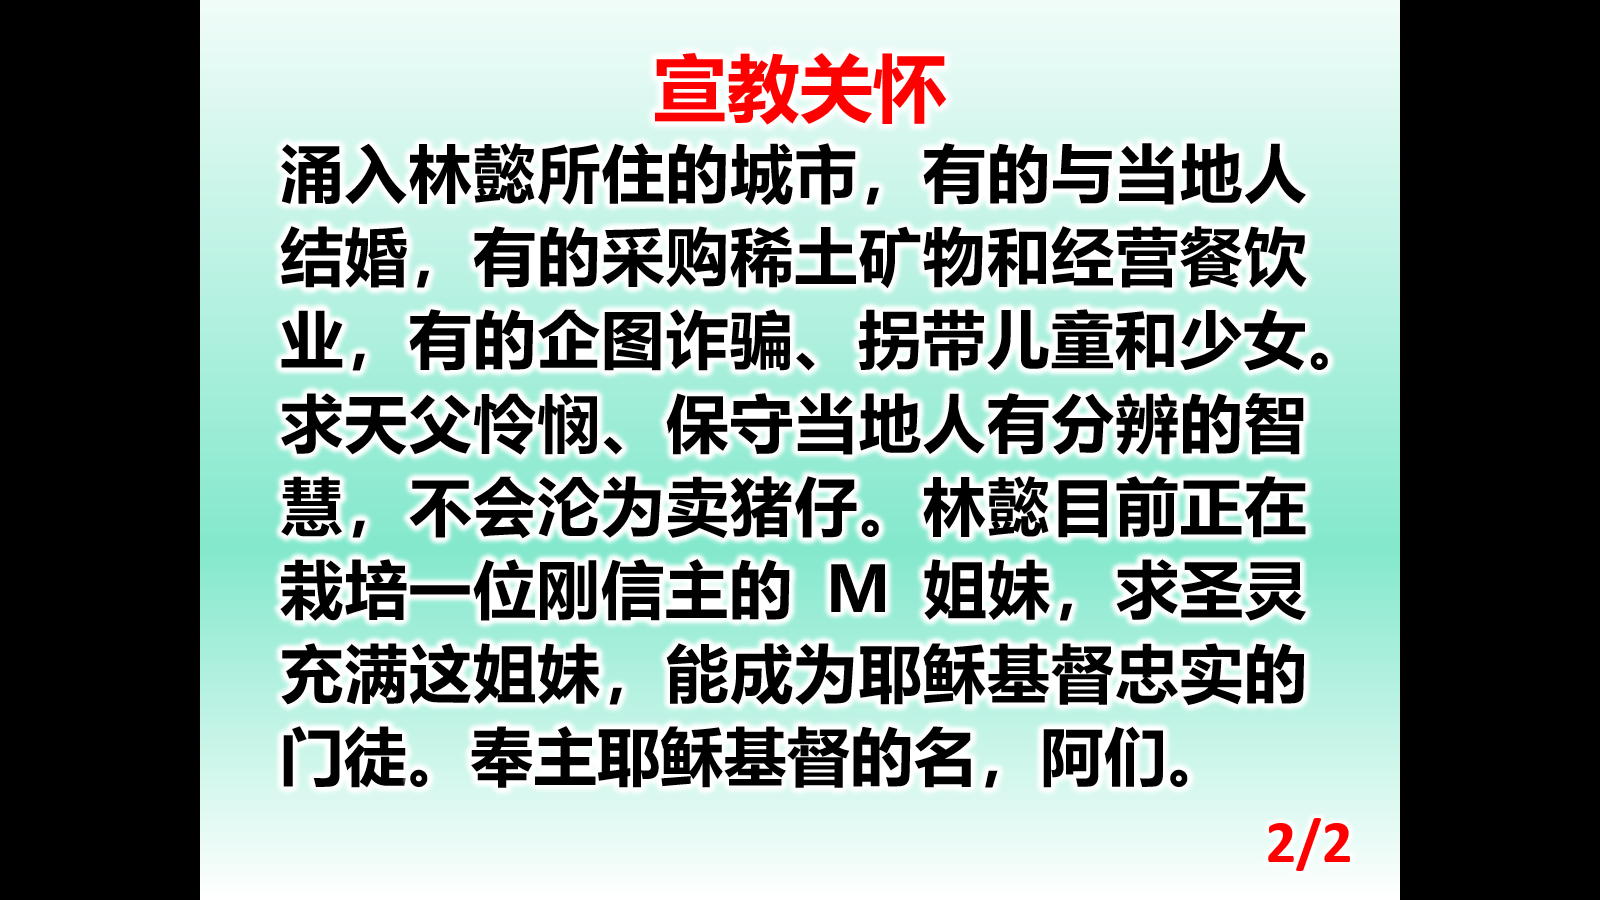 宣教关怀
涌入林懿所住的城市，有的与当地人
结婚，有的采购稀土矿物和经营餐饮
业，有的企图诈骗、拐带儿童和少女。
求天父怜悯、保守当地人有分辨的智
慧，不会沦为卖猪仔。林懿目前正在
栽培一位刚信主的 M 姐妹，求圣灵
充满这姐妹，能成为耶稣基督忠实的
门徒。奉主耶稣基督的名，阿们。
2/2